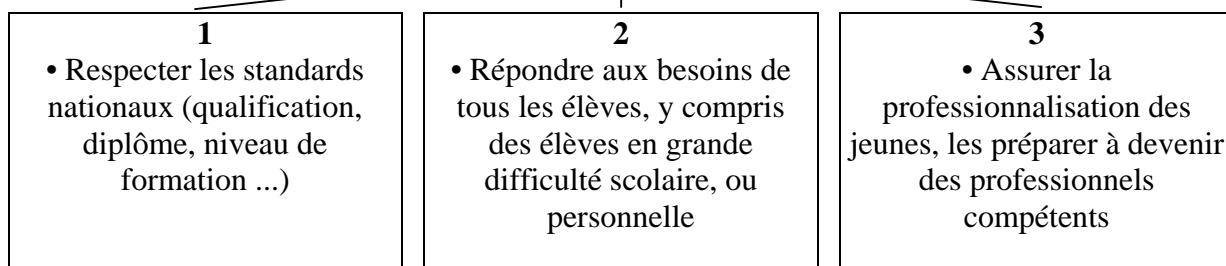 1
• Respecter les standards
nationaux (qualification,
diplôme, niveau de
formation ...)
2
• Répondre aux besoins de
tous les élèves, y compris
des élèves en grande
difficulté scolaire, ou
personnelle
3
• Assurer la
professionnalisation des
jeunes, les préparer à devenir
des professionnels
compétents